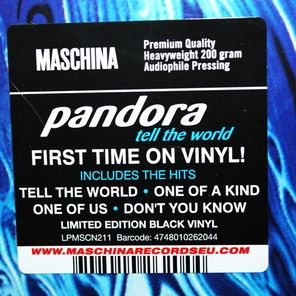 MASCHINA
Premium Quality
Heavyweight 200 gram
Audiophile Pressing
pandora
tell the world
FIRST TIME ON VINYL!
INCLUDES THE HITS
TELL THE WORLD • ONE OF A KIND
ONE OF US • DON'T YOU KNOW
LIMITED EDITION BLACK VINYL
LPMSCN211 Barcode: 4748010262044
WWW.MASCHINARECORDSEU.COM